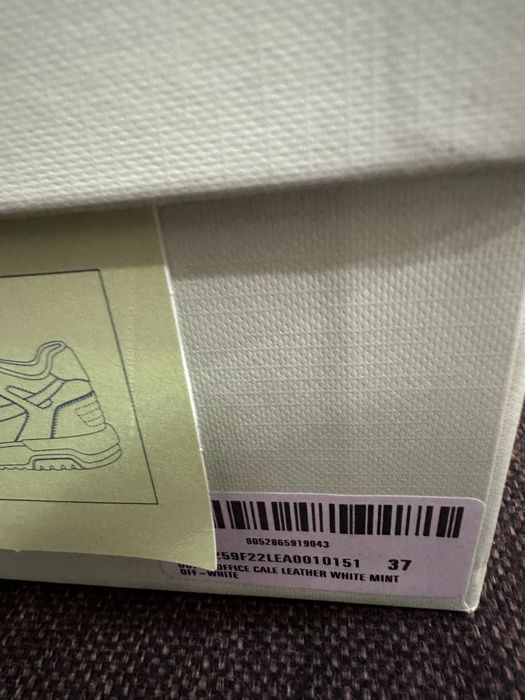 8052865919043
259F22LEA0010151 37
OFFICE CALF LEATHER WHITE MINT
OFF-WHITE